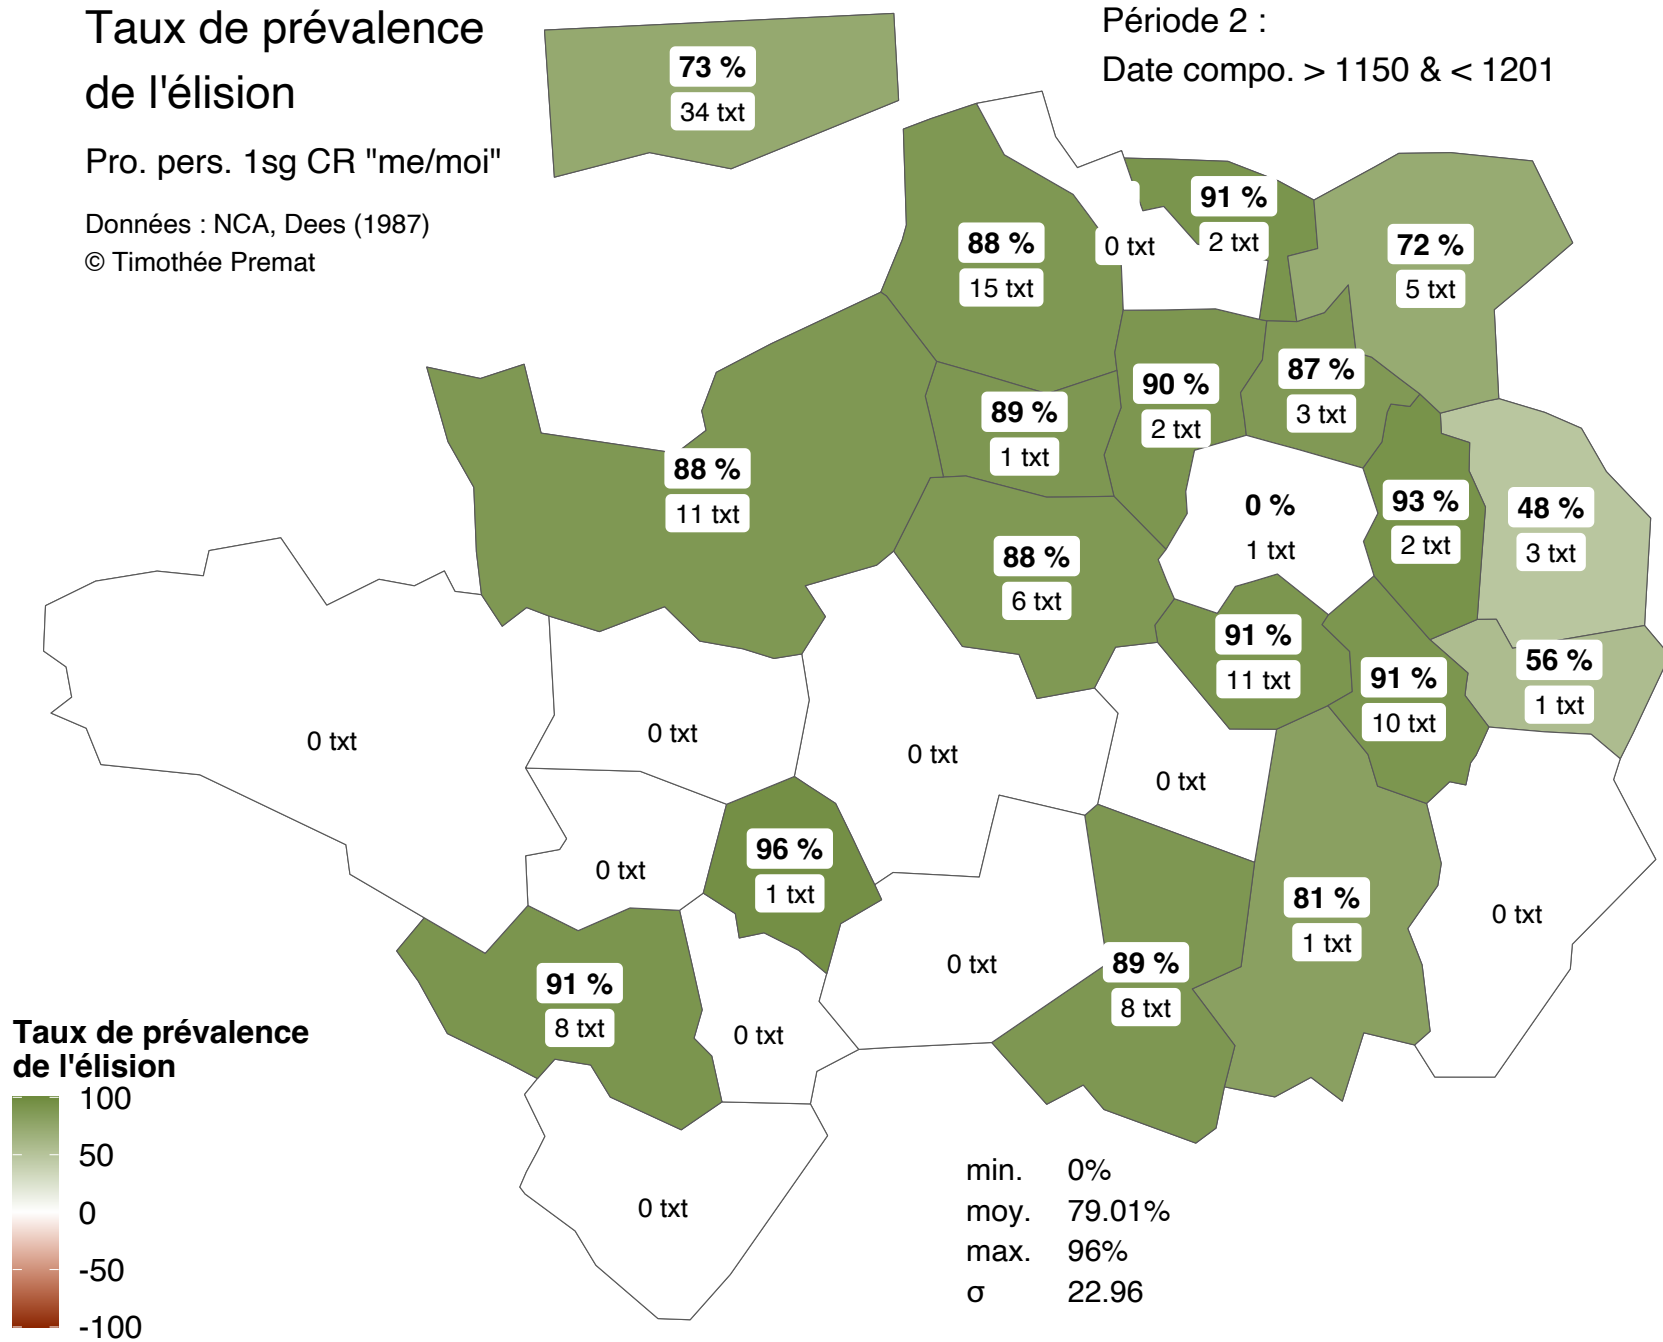 Taux de prévalence
de l'élision
Pro. pers. 1sg CR "me/moi"
Données : NCA, Dees (1987)
© Timothée Premat
Période 2 :
Date compo. > 1150 & < 1201
73 %
34 txt
88 %
15 txt
0 txt
91 %
2 txt
72 %
5 txt
88 %
11 txt
89 %
1 txt
90 %
2 txt
87 %
3 txt
88 %
6 txt
0 %
1 txt
93 %
2 txt
48 %
3 txt
91 %
11 txt
91 %
10 txt
56 %
1 txt
0 txt
0 txt
0 txt
0 txt
0 txt
96 %
1 txt
81 %
1 txt
0 txt
91 %
8 txt
0 txt
0 txt
89 %
8 txt
0 txt
Taux de prévalence
de l'élision
100
50
0
-50
-100
min. 0%
moy. 79.01%
max. 96%
σ 22.96